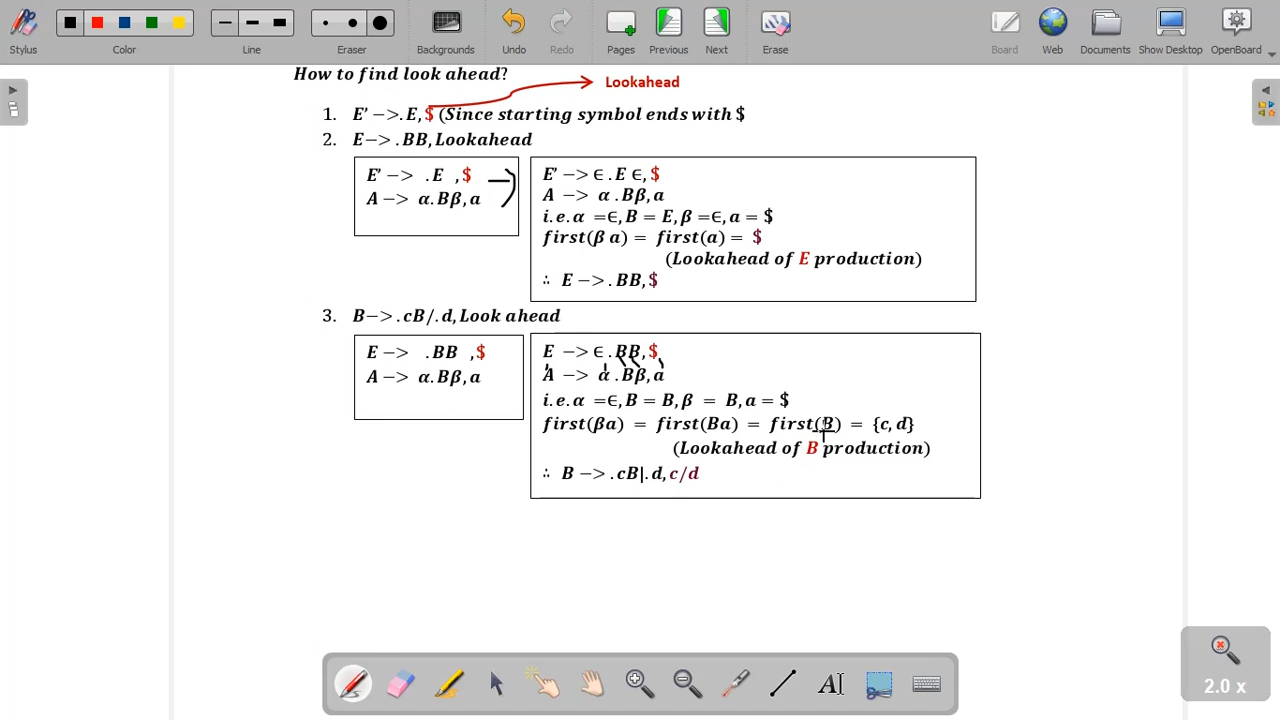 Stylus
Color
Line
Eraser
Backgrounds
Undo
Redo
Pages
Previous
Next
Erase
Board
Web
Documents
Show Desktop
OpenBoard
How to find look ahead?
Lookahead
1. E' −>. E, $ (Since starting symbol ends with $
2. E−> . BB, Lookahead
E' −> . E , $
A −> α. Bβ, a
E' −> ϵ . E ϵ, $
A −> α . Bβ, a
i. e. α =ϵ, B = E, β =ϵ, a = $
first(β a) = first(a) = $
(Lookahead of E production)
∴ E −> . BB, $
3. B−> . cB/. d, Look ahead
E −> . BB , $
A −> α. Bβ, a
E −> ϵ . BB, $
A −> α . Bβ, a
i. e. α =ϵ, B = B, β = B, a = $
first(βa) = first(Ba) = first(B) = {c, d}
(Lookahead of B production)
∴ B −> . cB|. d, c/d
2.0 x